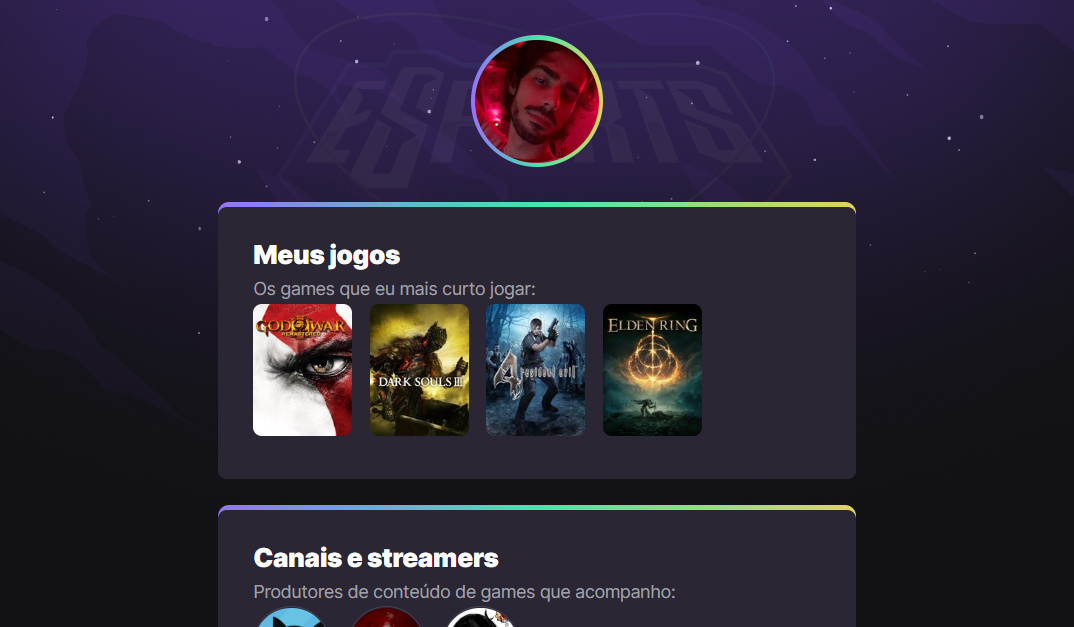 ESPORTS
Meus jogos
Os games que eu mais curto jogar:
GOD OF WAR
REMASTERED
DARK SOULS III
4 resident evil
ELDEN RING
Canais e streamers
Produtores de conteúdo de games que acompanho: